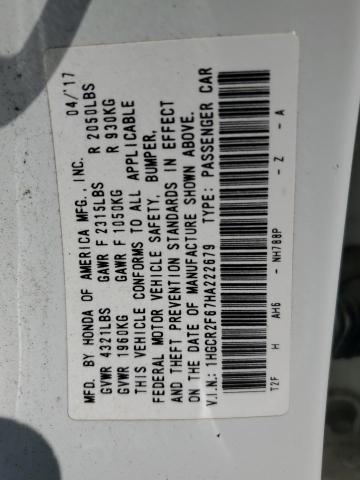 MFD. BY HONDA OF AMERICA MFG., INC. 04/'17
GVWR 4321LBS GAWR F 2315LBS R 2050LBS
GVWR 1960KG GAWR F 1050KG R 930KG
THIS VEHICLE CONFORMS TO ALL APPLICABLE
FEDERAL MOTOR VEHICLE SAFETY, BUMPER,
AND THEFT PREVENTION STANDARDS IN EFFECT
ON THE DATE OF MANUFACTURE SHOWN ABOVE.
V.I.N.: 1HGCR2F67HA222679 TYPE: PASSENGER CAR
T2F H AH6 - NH788P - Z - A